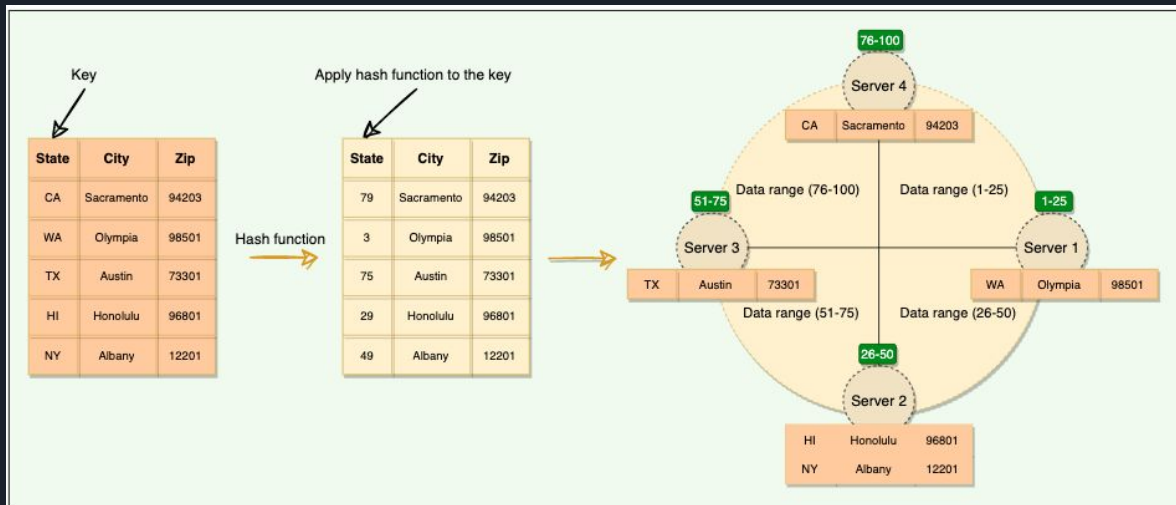 Key
State City Zip
CA Sacramento 94203
WA Olympia 98501
TX Austin 73301
HI Honolulu 96801
NY Albany 12201
Hash function
Apply hash function to the key
State City Zip
79 Sacramento 94203
3 Olympia 98501
75 Austin 73301
29 Honolulu 96801
49 Albany 12201
76-100
Server 4
CA Sacramento 94203
Data range (76-100)
Data range (1-25)
51-75
Server 3
TX Austin 73301
1-25
Server 1
WA Olympia 98501
Data range (51-75)
Data range (26-50)
26-50
Server 2
HI Honolulu 96801
NY Albany 12201